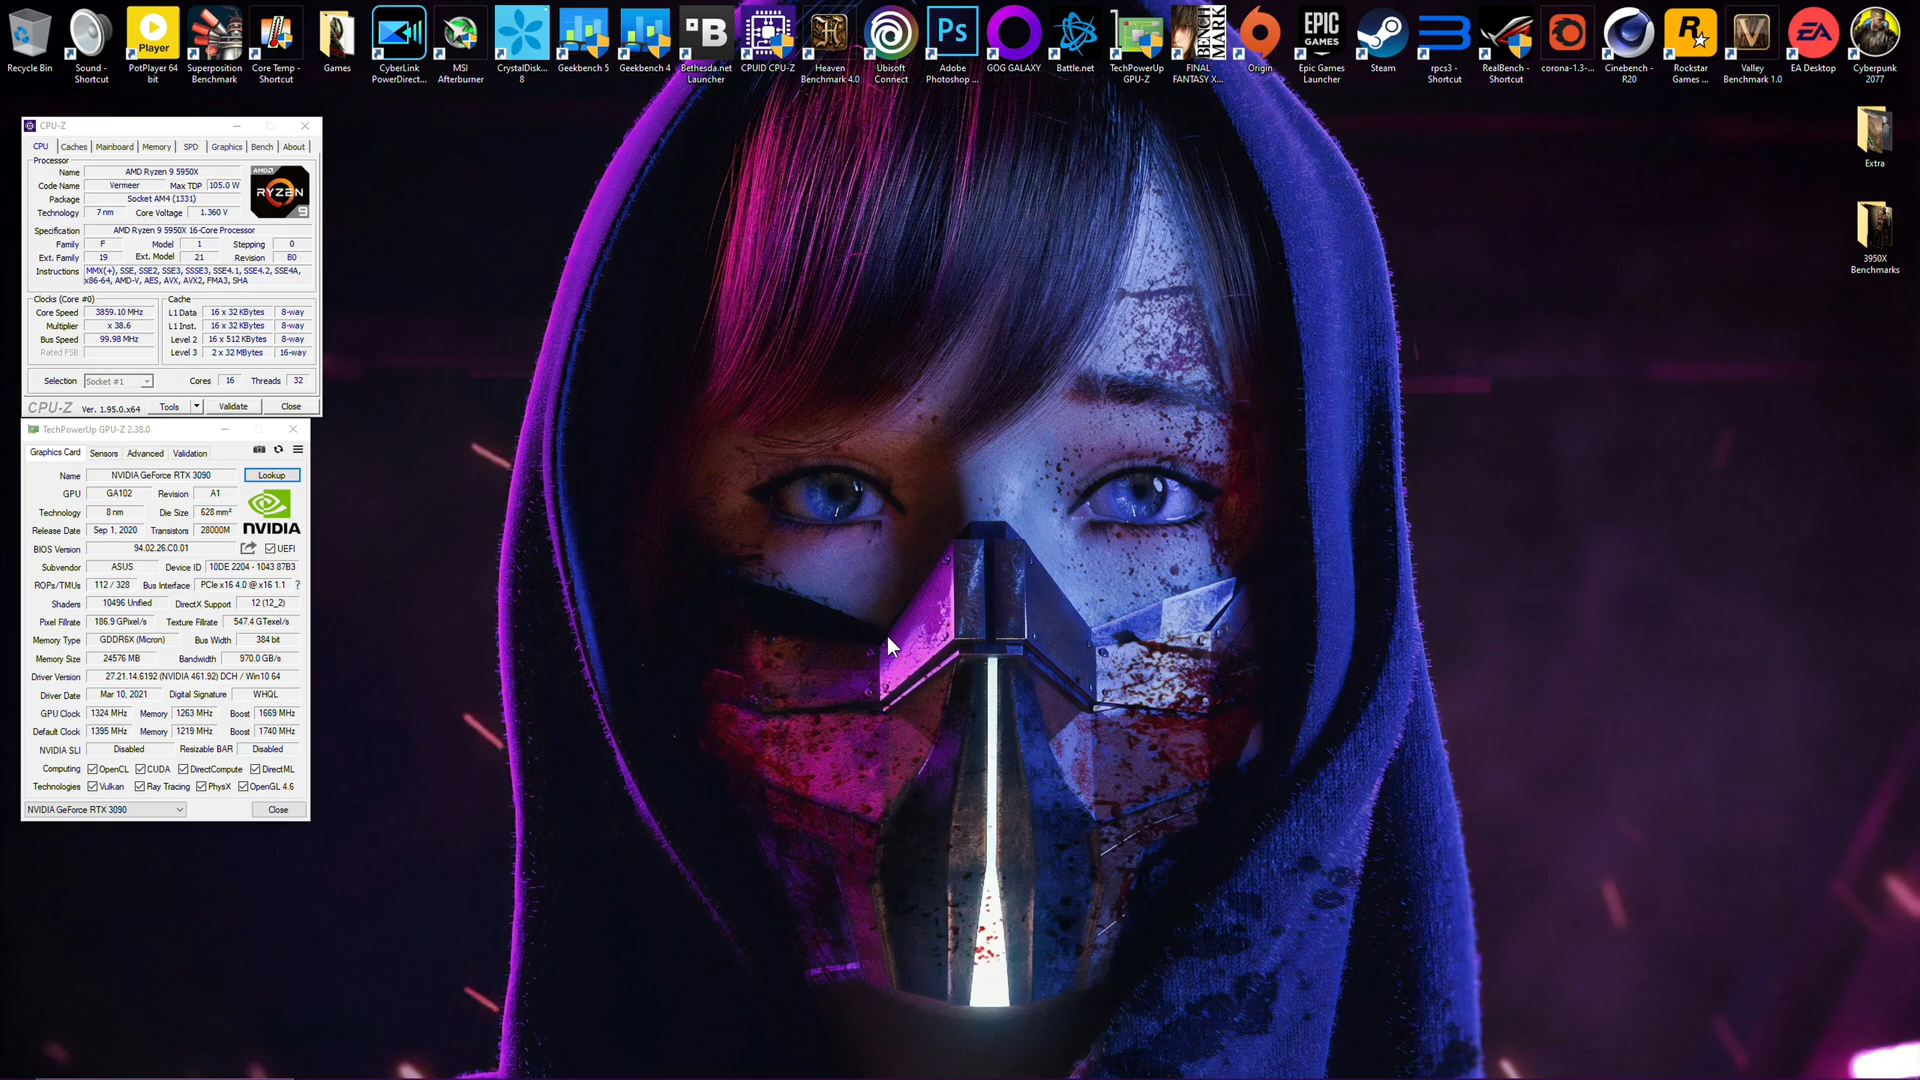 Recycle Bin
Sound - Shortcut
PotPlayer 64 bit
Superposition Benchmark
Core Temp - Shortcut
Games
CyberLink PowerDirect...
MSI Afterburner
CrystalDisk... 8
Geekbench 5
Geekbench 4
Bethesda.net Launcher
CPUID CPU-Z
Heaven Benchmark 4.0
Ubisoft Connect
Adobe Photoshop ...
GOG GALAXY
Battle.net
TechPowerUp GPU-Z
FINAL FANTASY X...
Origin
Epic Games Launcher
Steam
rpcs3 - Shortcut
RealBench - Shortcut
corona-1.3-...
Cinebench - R20
Rockstar Games ...
Valley Benchmark 1.0
EA Desktop
Cyberpunk 2077
Extra
3950X Benchmarks
CPU-Z
CPU Caches Mainboard Memory SPD Graphics Bench About
Processor
Name AMD Ryzen 9 5950X
Code Name Vermeer Max TDP 105.0 W
Package Socket AM4 (1331)
Technology 7 nm Core Voltage 1.360 V
AMD RYZEN 9
Specification AMD Ryzen 9 5950X 16-Core Processor
Family F Model 1 Stepping 0
Ext. Family 19 Ext. Model 21 Revision B0
Instructions MMX(+), SSE, SSE2, SSE3, SSSE3, SSE4.1, SSE4.2, SSE4A,
x86-64, AMD-V, AES, AVX, AVX2, FMA3, SHA
Clocks (Core #0) Cache
Core Speed 3859.10 MHz L1 Data 16 x 32 KBytes 8-way
Multiplier x 38.6 L1 Inst. 16 x 32 KBytes 8-way
Bus Speed 99.98 MHz Level 2 16 x 512 KBytes 8-way
Rated FSB Level 3 2 x 32 MBytes 16-way
Selection Socket #1 Cores 16 Threads 32
CPU-Z Ver. 1.95.0.x64 Tools Validate Close
TechPowerUp GPU-Z 2.38.0
Graphics Card Sensors Advanced Validation
Name NVIDIA GeForce RTX 3090 Lookup
GPU GA102 Revision A1
Technology 8 nm Die Size 628 mm²
Release Date Sep 1, 2020 Transistors 28000M
NVIDIA
BIOS Version 94.02.26.C0.01 UEFI
Subvendor ASUS Device ID 10DE 2204 - 1043 87B3
ROPs/TMUs 112 / 328 Bus Interface PCIe x16 4.0 @ x16 1.1 ?
Shaders 10496 Unified DirectX Support 12 (12_2)
Pixel Fillrate 186.9 GPixel/s Texture Fillrate 547.4 GTexel/s
Memory Type GDDR6X (Micron) Bus Width 384 bit
Memory Size 24576 MB Bandwidth 970.0 GB/s
Driver Version 27.21.14.6192 (NVIDIA 461.92) DCH / Win10 64
Driver Date Mar 10, 2021 Digital Signature WHQL
GPU Clock 1324 MHz Memory 1263 MHz Boost 1669 MHz
Default Clock 1395 MHz Memory 1219 MHz Boost 1740 MHz
NVIDIA SLI Disabled Resizable BAR Disabled
Computing OpenCL CUDA DirectCompute DirectML
Technologies Vulkan Ray Tracing PhysX OpenGL 4.6
NVIDIA GeForce RTX 3090 Close